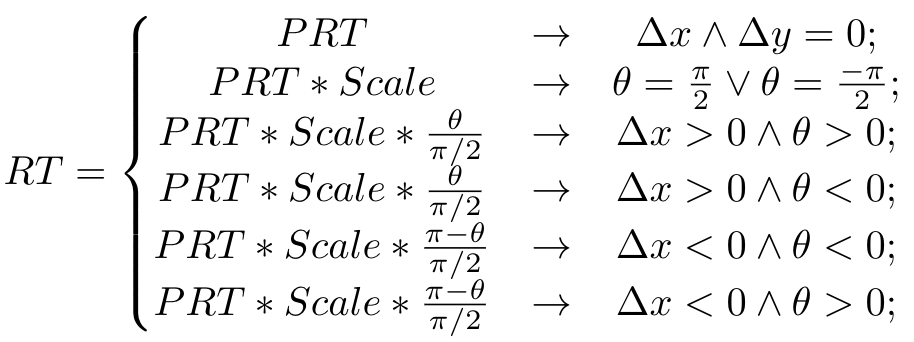 PRT → Δx ∧ Δy = 0;
PRT ∗ Scale → θ = π/2 ∨ θ = −π/2;
PRT ∗ Scale ∗ θ/(π/2) → Δx > 0 ∧ θ > 0;
RT = { PRT ∗ Scale ∗ θ/(π/2) → Δx > 0 ∧ θ < 0;
PRT ∗ Scale ∗ (π−θ)/(π/2) → Δx < 0 ∧ θ < 0;
PRT ∗ Scale ∗ (π−θ)/(π/2) → Δx < 0 ∧ θ > 0;